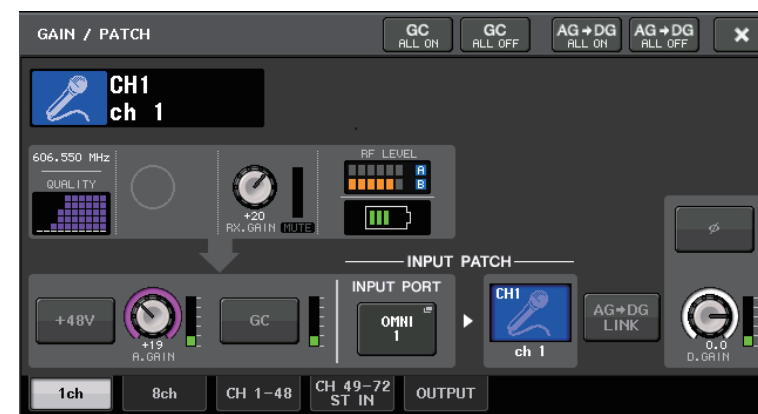 GAIN / PATCH
GC
ALL ON
GC
ALL OFF
AG→DG
ALL ON
AG→DG
ALL OFF
×
CH1
ch 1
606.550 MHz
QUALITY
+20
RX.GAIN MUTE
RF LEVEL
A
B
INPUT PATCH
+48V
+19
A.GAIN
GC
INPUT PORT
OMNI
1
CH1
ch 1
AG→DG
LINK
ø
0.0
D.GAIN
1ch
8ch
CH 1-48
CH 49-72
ST IN
OUTPUT